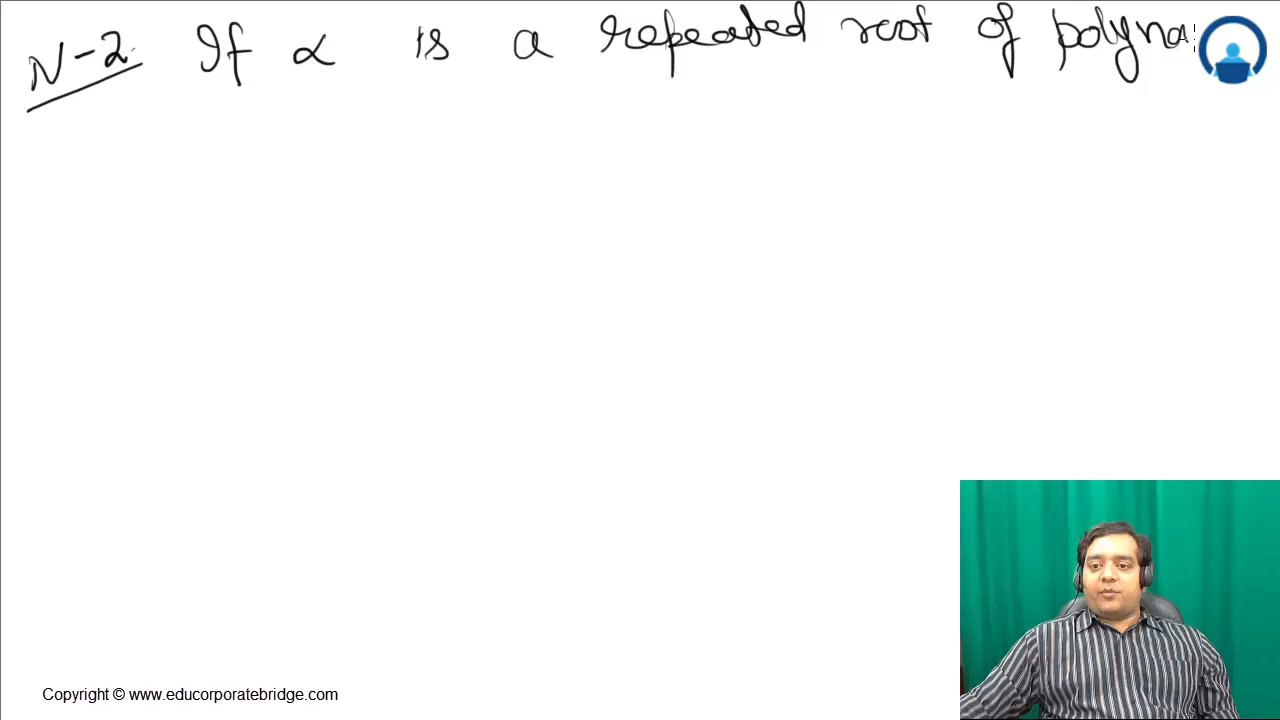 N-2. If α is a repeated root of polyno
Copyright © www.educorporatebridge.com